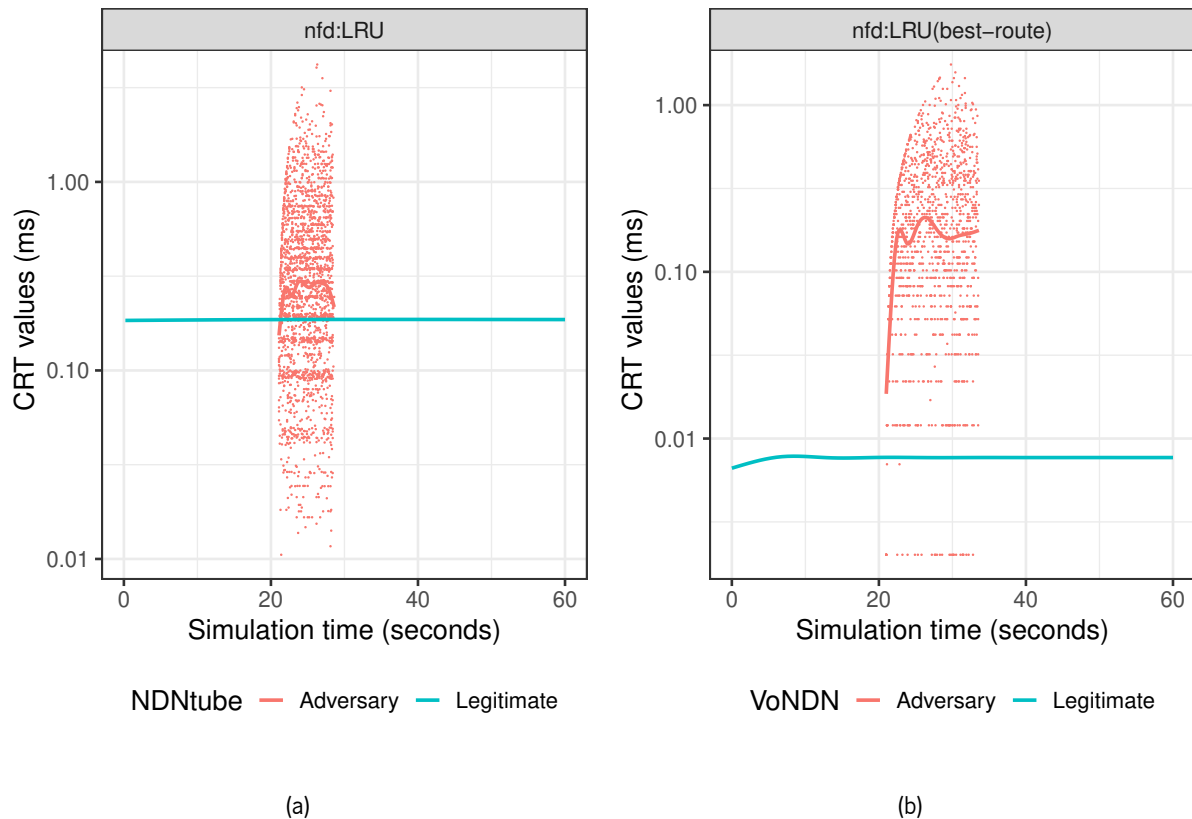 nfd:LRU
CRT values (ms)
1.00
0.10
0.01
0
20
40
60
Simulation time (seconds)
NDNtube
Adversary
Legitimate
(a)
nfd:LRU(best−route)
CRT values (ms)
1.00
0.10
0.01
0
20
40
60
Simulation time (seconds)
VoNDN
Adversary
Legitimate
(b)